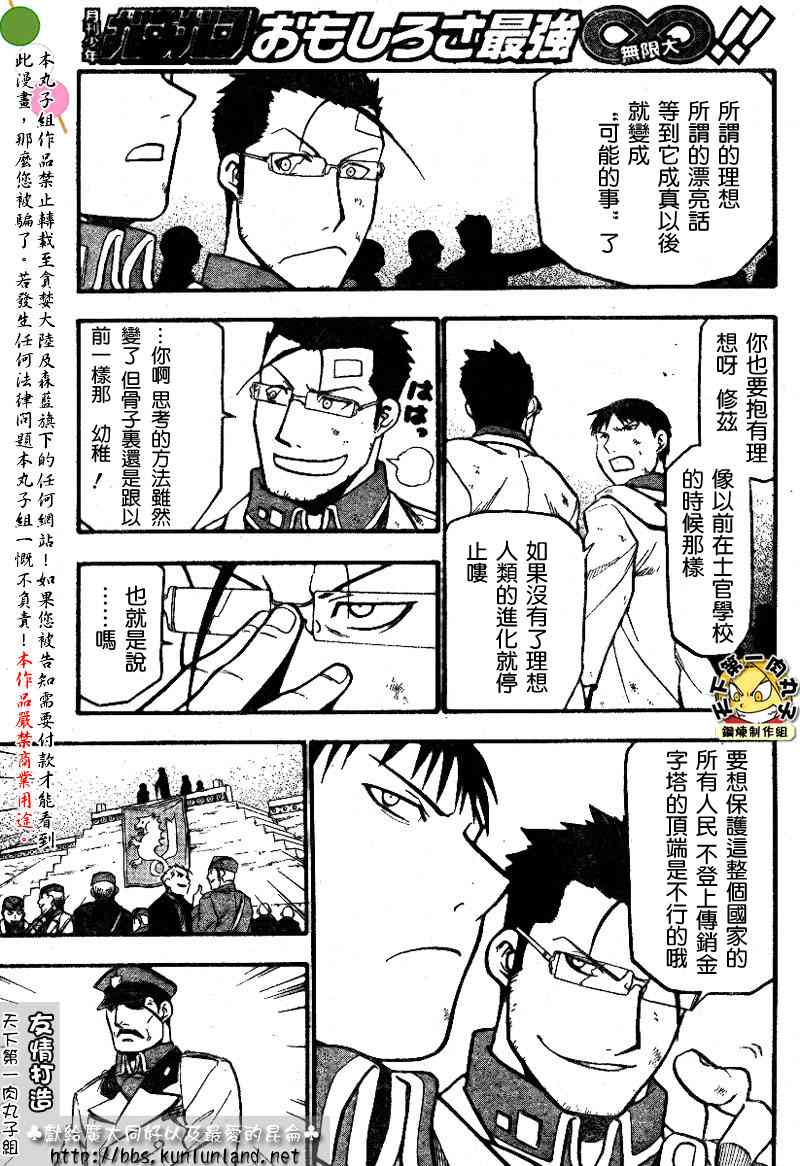 月刊少年
ガンガン
おもしろさ最強
無限大
!!
所謂的理想
所謂的漂亮話
等到它成真以後
就變成
"可能的事"了
你也要抱有理
想呀 修茲
像以前在士官學校
的時候那樣
如果沒有了理想
人類的進化就停
止嘍
…你啊 思考的方法雖然
變了 但骨子裏還是跟以
前一樣那 幼稚！
ははっ
也就是說
……嗎
要想保護這整個國家的
所有人民 不登上傳銷金
字塔的頂端是不行的哦
本丸子組作品禁止轉載至貪婪大陸及森藍旗下的任何網站！如果您被告知需要付款才能看到
此漫畫，那麼您被騙了。若發生任何法律問題本丸子組一慨不負責！本作品嚴禁商業用途。
天下第一肉丸子
鋼煉制作組
友情打造
天下第一肉丸子組
♣獻給廣大同好以及最愛的昆侖♣
http://bbs.kunlunland.net